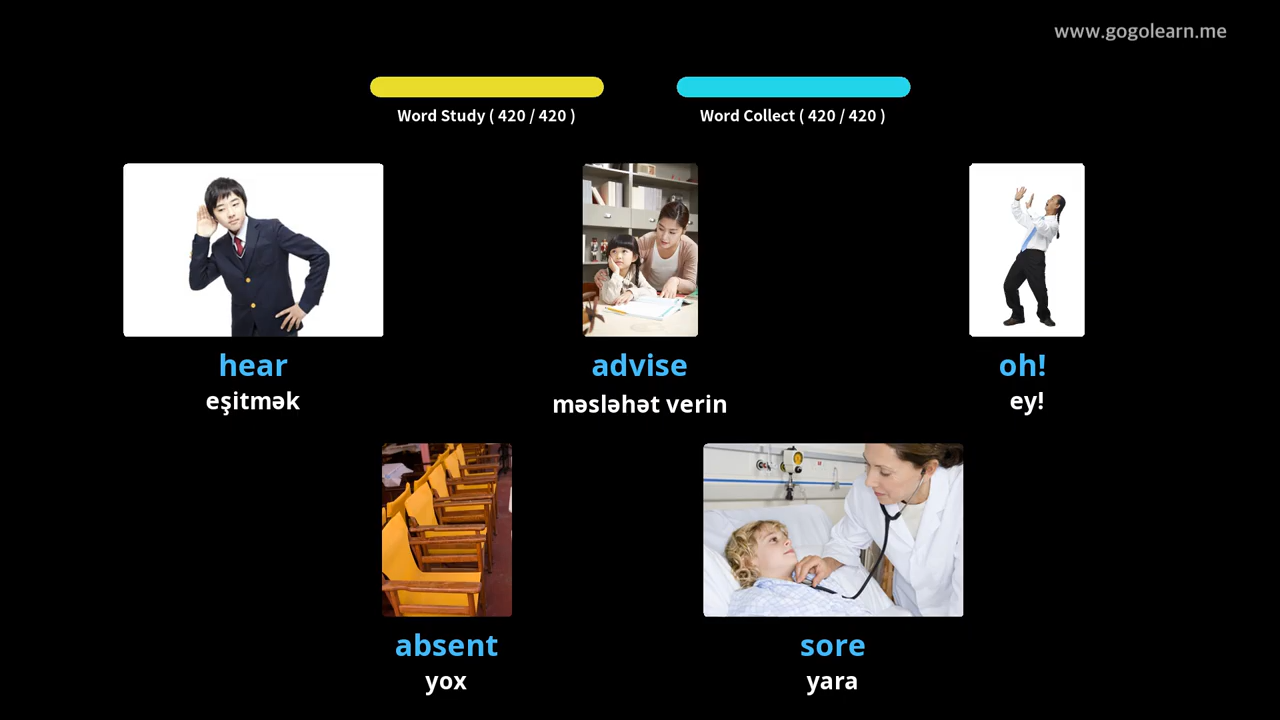 www.gogolearn.me
Word Study ( 420 / 420 )
Word Collect ( 420 / 420 )
hear
eşitmək
advise
məsləhət verin
oh!
ey!
absent
yox
sore
yara